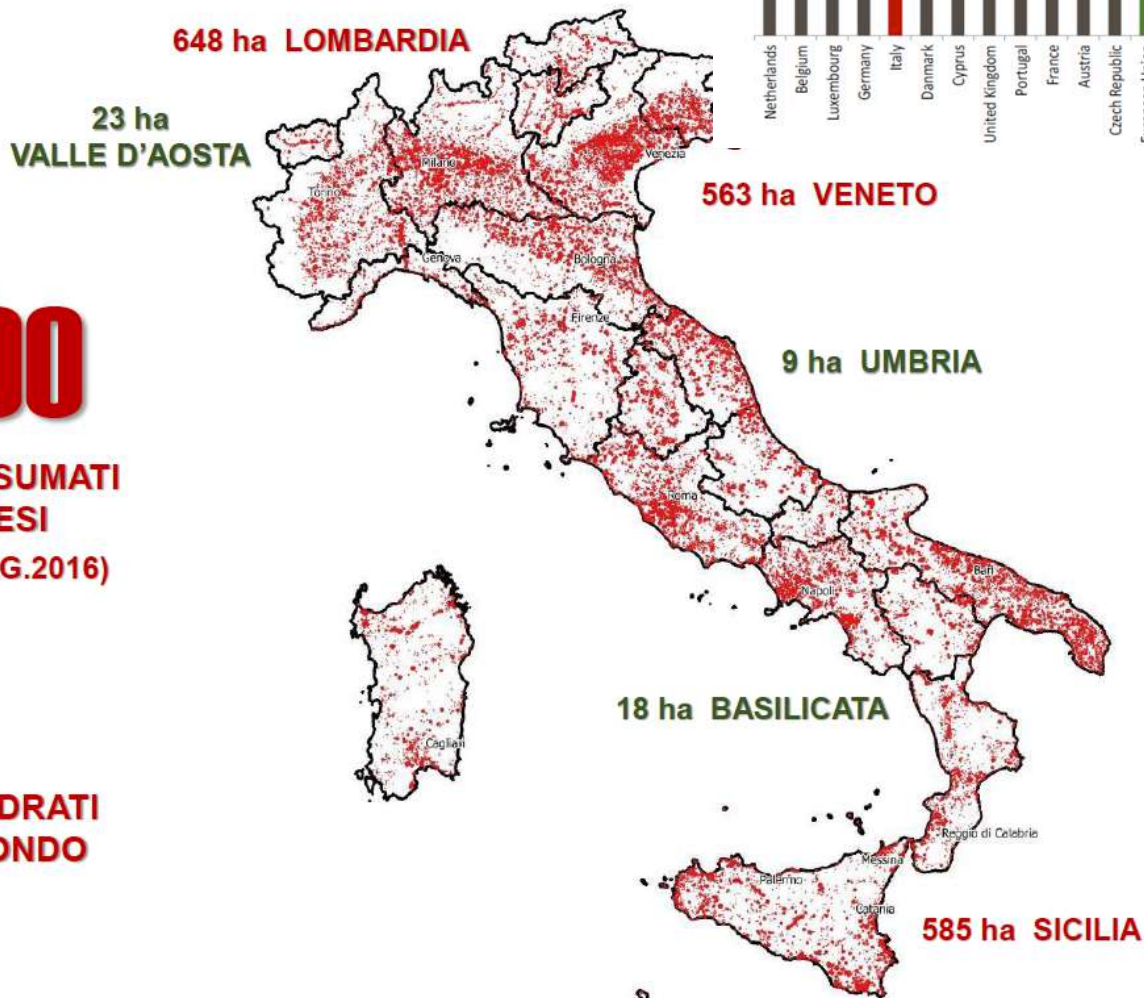 648 ha LOMBARDIA
Netherlands
Belgium
Luxembourg
Germany
Italy
Danmark
Cyprus
United Kingdom
Portugal
France
Austria
Czech Republic
23 ha
VALLE D'AOSTA
Milano
Venezia
Torino
563 ha VENETO
Genova
Bologna
Firenze
00
9 ha UMBRIA
SUMATI
ESI
G.2016)
Roma
Bari
Napoli
18 ha BASILICATA
Cagliari
DRATI
ONDO
Reggio di Calabria
Messina
Palermo
Catania
585 ha SICILIA